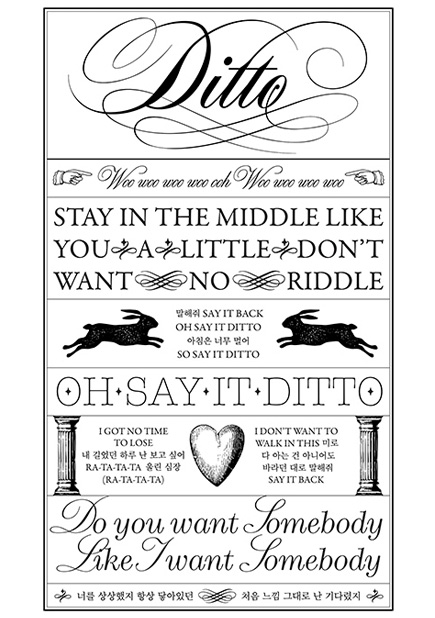 Ditto
Woo woo woo woo ooh Woo woo woo woo
STAY IN THE MIDDLE LIKE
YOU A LITTLE DON'T
WANT NO RIDDLE
말해줘 SAY IT BACK
OH SAY IT DITTO
아침은 너무 멀어
SO SAY IT DITTO
OH·SAY·IT·DITTO
I GOT NO TIME
TO LOSE
내 길었던 하루 난 보고 싶어
RA-TA-TA-TA 울린 심장
(RA-TA-TA-TA)
I DON'T WANT TO
WALK IN THIS 미로
다 아는 건 아니어도
바라던 대로 말해줘
SAY IT BACK
Do you want Somebody
Like I want Somebody
너를 상상했지 항상 닿아있던 처음 느낌 그대로 난 기다렸지